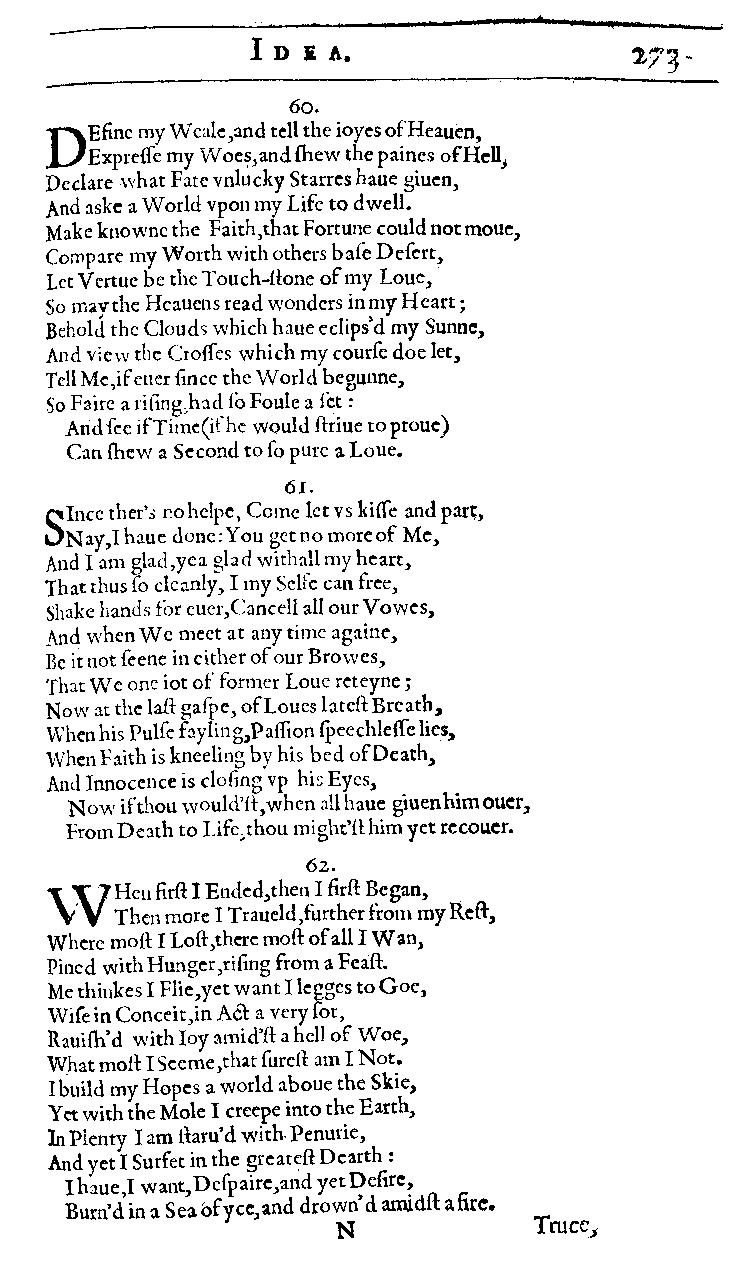 IDEA. 273
60.
DEfine my Weale,and tell the ioyes of Heauen,
Expreſſe my Woes,and ſhew the paines of Hell,
Declare what Fate vnlucky Starres haue giuen,
And aske a World vpon my Life to dwell.
Make knowne the Faith,that Fortune could not moue,
Compare my Worth with others baſe Deſert,
Let Vertue be the Touch-ſtone of my Loue,
So may the Heauens read wonders in my Heart;
Behold the Clouds which haue eclips'd my Sunne,
And view the Croſſes which my courſe doe let,
Tell Me,if euer ſince the World begunne,
So Faire a riſing,had ſo Foule a ſet:
And ſee if Time(if he would ſtriue to proue)
Can ſhew a Second to ſo pure a Loue.
61.
SInce ther's no helpe, Come let vs kiſſe and part,
Nay,I haue done:You get no more of Me,
And I am glad,yea glad withall my heart,
That thus ſo cleanly, I my Selfe can free,
Shake hands for euer,Cancell all our Vowes,
And when We meet at any time againe,
Be it not ſeene in either of our Browes,
That We one iot of former Loue reteyne;
Now at the laſt gaſpe, of Loues lateſt Breath,
When his Pulſe fayling,Paſſion ſpeechleſſe lies,
When Faith is kneeling by his bed of Death,
And Innocence is cloſing vp his Eyes,
Now if thou would'ſt,when all haue giuen him ouer,
From Death to Life,thou might'ſt him yet recouer.
62.
WHen firſt I Ended,then I firſt Began,
Then more I Traueld,further from my Reſt,
Where moſt I Loſt,there moſt of all I Wan,
Pined with Hunger,riſing from a Feaſt.
Me thinkes I Flie,yet want I legges to Goe,
Wiſe in Conceit,in Act a very ſot,
Rauiſh'd with Ioy amid'ſt a hell of Woe,
What moſt I Seeme,that ſureſt am I Not.
I build my Hopes a world aboue the Skie,
Yet with the Mole I creepe into the Earth,
In Plenty I am ſtaru'd with Penurie,
And yet I Surfet in the greateſt Dearth:
I haue,I want,Deſpaire,and yet Deſire,
Burn'd in a Sea of yce,and drown'd amidſt a fire.
N Truce,